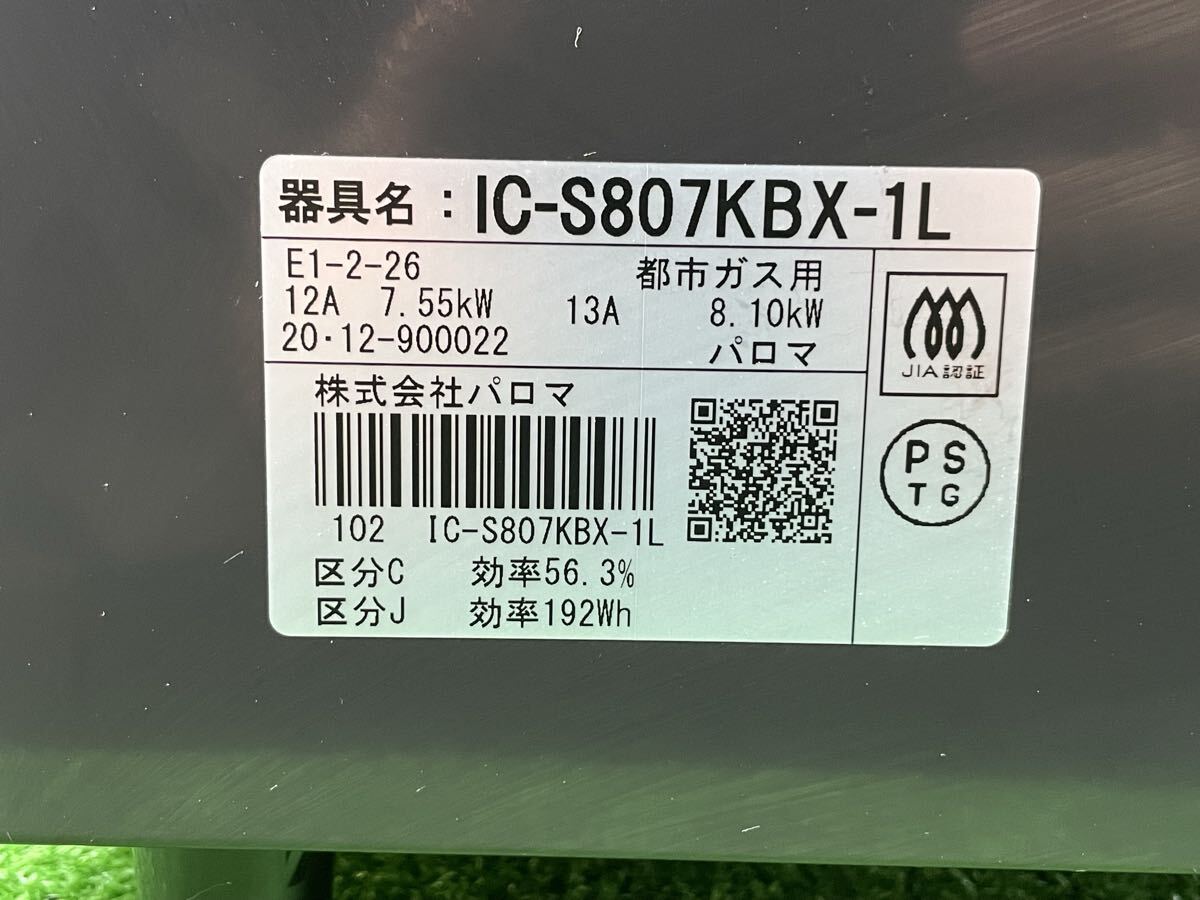 器具名：IC-S807KBX-1L
E1-2-26 都市ガス用
12A 7.55kW 13A 8.10kW
20・12-900022 パロマ
JIA認証
株式会社パロマ
PS
TG
102 IC-S807KBX-1L
区分C 効率56.3%
区分J 効率192Wh